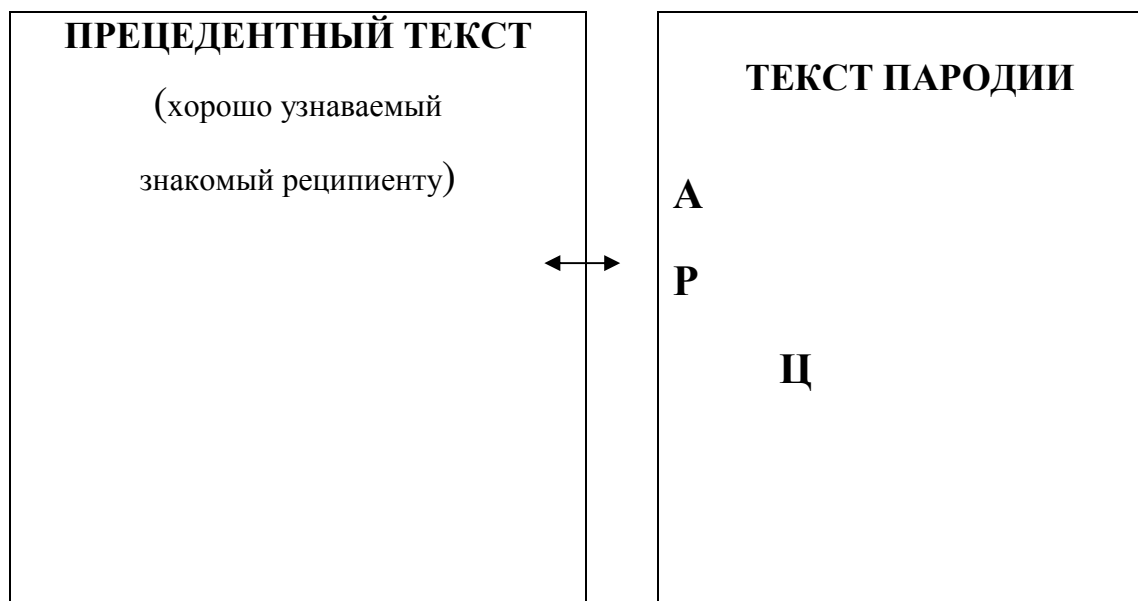 ПРЕЦЕДЕНТНЫЙ ТЕКСТ
(хорошо узнаваемый
знакомый реципиенту)
ТЕКСТ ПАРОДИИ
А
Р
Ц